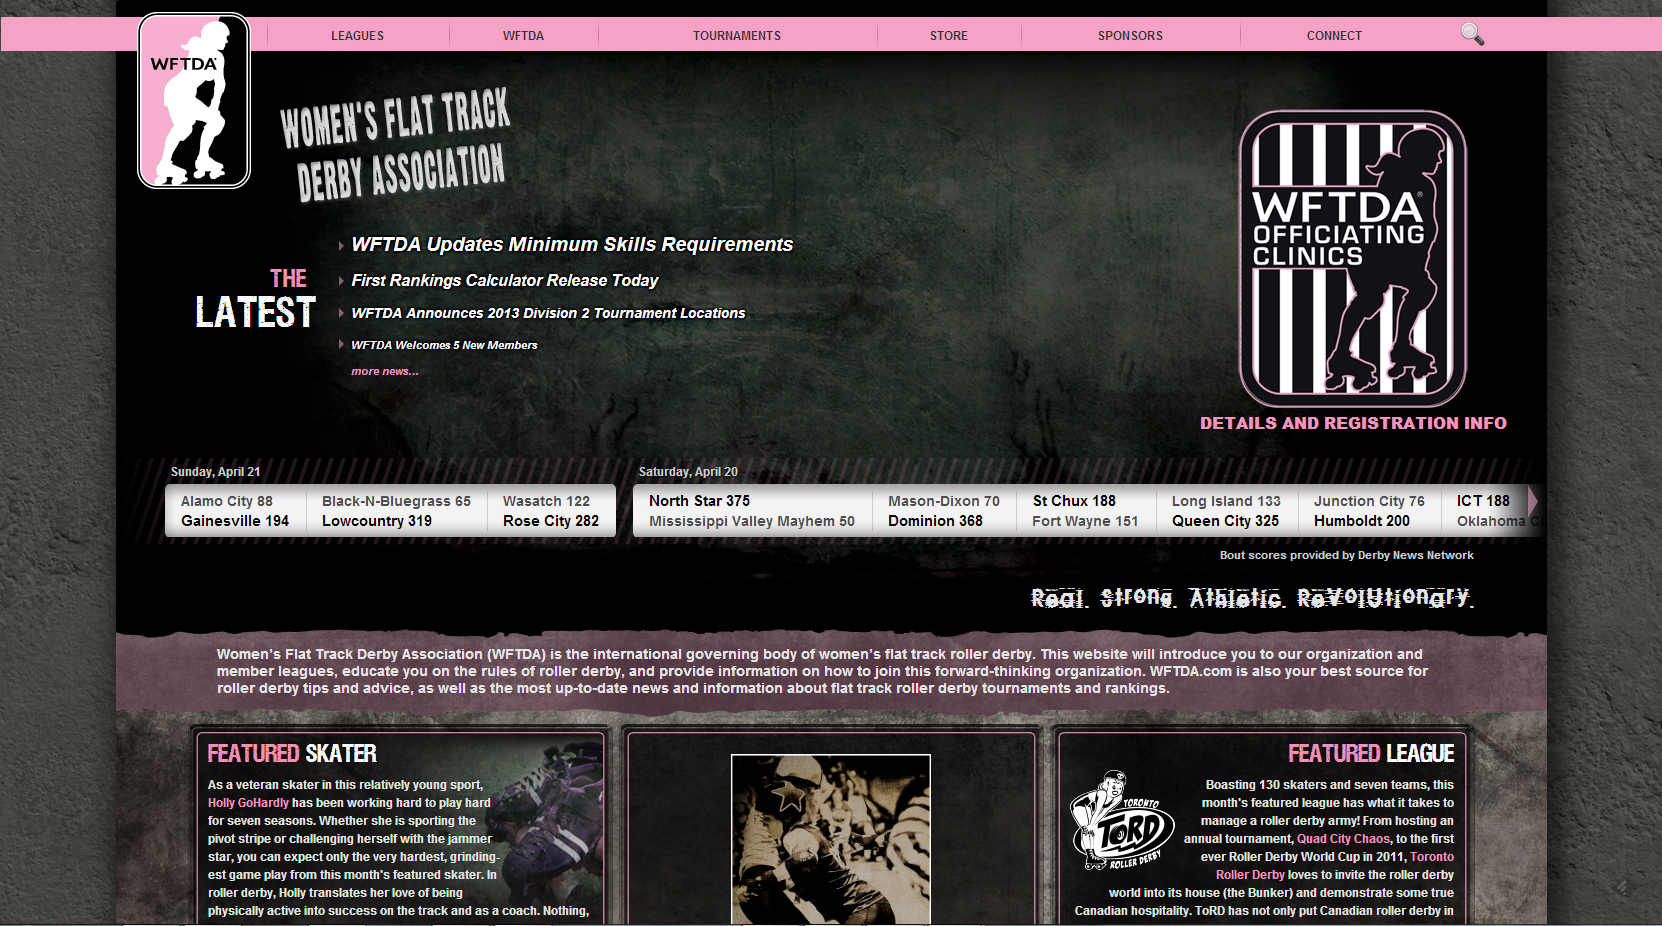 LEAGUES
WFTDA
TOURNAMENTS
STORE
SPONSORS
CONNECT
WFTDA
WOMEN'S FLAT TRACK
DERBY ASSOCIATION
THE
LATEST
WFTDA Updates Minimum Skills Requirements
First Rankings Calculator Release Today
WFTDA Announces 2013 Division 2 Tournament Locations
WFTDA Welcomes 5 New Members
more news...
WFTDA®
OFFICIATING
CLINICS
DETAILS AND REGISTRATION INFO
Sunday, April 21
Alamo City 88
Gainesville 194
Black-N-Bluegrass 65
Lowcountry 319
Wasatch 122
Rose City 282
Saturday, April 20
North Star 375
Mississippi Valley Mayhem 50
Mason-Dixon 70
Dominion 368
St Chux 188
Fort Wayne 151
Long Island 133
Queen City 325
Junction City 76
Humboldt 200
ICT 188
Oklahoma
Bout scores provided by Derby News Network
Real. Strong. Athletic. Revolutionary.
Women's Flat Track Derby Association (WFTDA) is the international governing body of women's flat track roller derby. This website will introduce you to our organization and
member leagues, educate you on the rules of roller derby, and provide information on how to join this forward-thinking organization. WFTDA.com is also your best source for
roller derby tips and advice, as well as the most up-to-date news and information about flat track roller derby tournaments and rankings.
FEATURED SKATER
As a veteran skater in this relatively young sport,
Holly GoHardly has been working hard to play hard
for seven seasons. Whether she is sporting the
pivot stripe or challenging herself with the jammer
star, you can expect only the very hardest, grinding-
est game play from this month's featured skater. In
roller derby, Holly translates her love of being
physically active into success on the track and as a coach. Nothing,
FEATURED LEAGUE
TORONTO
TORD
ROLLER DERBY
Boasting 130 skaters and seven teams, this
month's featured league has what it takes to
manage a roller derby army! From hosting an
annual tournament, Quad City Chaos, to the first
ever Roller Derby World Cup in 2011, Toronto
Roller Derby loves to invite the roller derby
world into its house (the Bunker) and demonstrate some true
Canadian hospitality. ToRD has not only put Canadian roller derby in